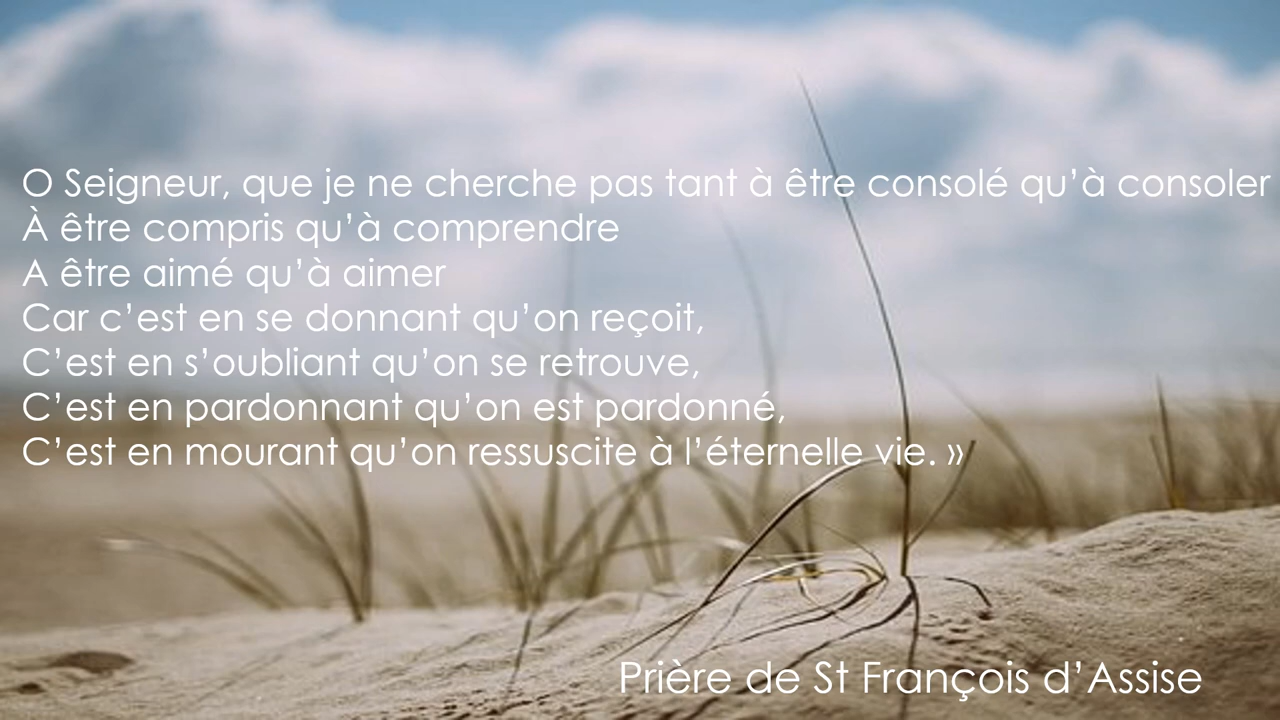 O Seigneur, que je ne cherche pas tant à être consolé qu’à consoler
À être compris qu’à comprendre
A être aimé qu’à aimer
Car c’est en se donnant qu’on reçoit,
C’est en s’oubliant qu’on se retrouve,
C’est en pardonnant qu’on est pardonné,
C’est en mourant qu’on ressuscite à l’éternelle vie. »
Prière de St François d’Assise